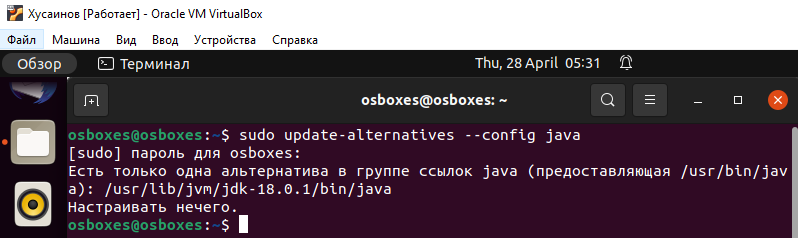 Хусаинов [Работает] - Oracle VM VirtualBox
Файл Машина Вид Ввод Устройства Справка
Обзор Терминал Thu, 28 April 05:31
osboxes@osboxes: ~
osboxes@osboxes:~$ sudo update-alternatives --config java
[sudo] пароль для osboxes:
Есть только одна альтернатива в группе ссылок java (предоставляющая /usr/bin/jav
a): /usr/lib/jvm/jdk-18.0.1/bin/java
Настраивать нечего.
osboxes@osboxes:~$